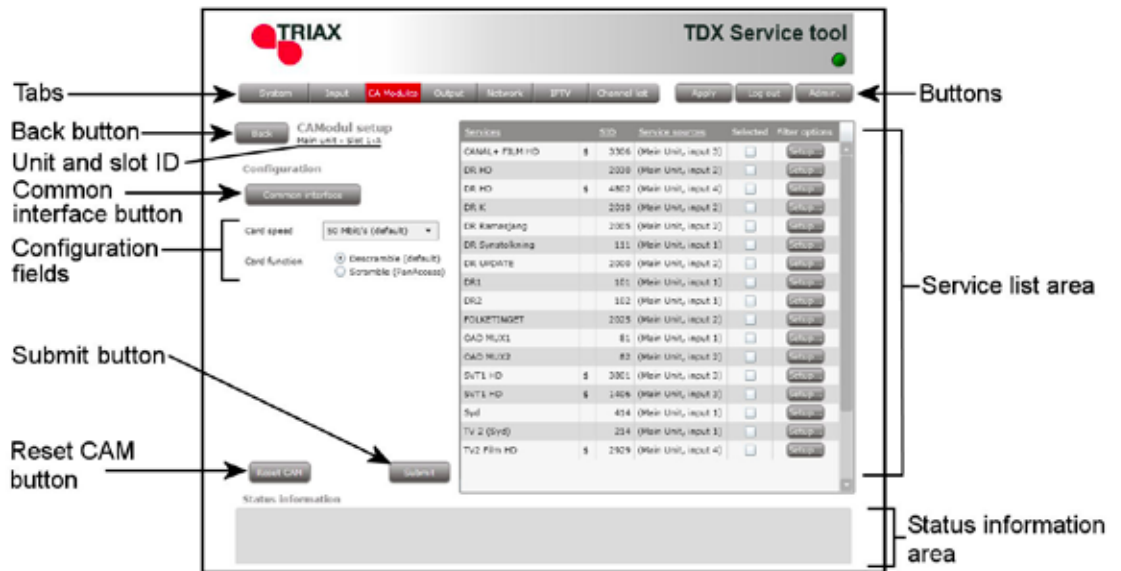 TRIAX
TDX Service tool
Tabs
System Input CA Modules Output Network IPTV Channel list Apply Log out Admin.
Buttons
Back button
Back
CAModul setup
Main unit - Slot 1-A
Unit and slot ID
Configuration
Common interface button
Common interface
Configuration fields
Card speed 50 Mbit/s (default)
Card function Descramble (default)
Scramble (PanAccess)
Submit button
Submit
Reset CAM button
Reset CAM
Services SID Service sources Selected Filter options
CANAL+ FILM HD $ 3306 (Main Unit, input 3) Setup...
DR HD 2030 (Main Unit, input 2) Setup...
DR HD $ 4802 (Main Unit, input 4) Setup...
DR K 2010 (Main Unit, input 2) Setup...
DR Ramasjang 2005 (Main Unit, input 2) Setup...
DR Synstolkning 131 (Main Unit, input 1) Setup...
DR UPDATE 2000 (Main Unit, input 2) Setup...
DR1 101 (Main Unit, input 1) Setup...
DR2 102 (Main Unit, input 1) Setup...
FOLKETINGET 2025 (Main Unit, input 2) Setup...
OAD MUX1 81 (Main Unit, input 1) Setup...
OAD MUX2 82 (Main Unit, input 2) Setup...
SVT1 HD $ 3801 (Main Unit, input 3) Setup...
SVT1 HD $ 1406 (Main Unit, input 3) Setup...
Syd 414 (Main Unit, input 1) Setup...
TV 2 (Syd) 214 (Main Unit, input 1) Setup...
TV2 Film HD $ 2929 (Main Unit, input 4) Setup...
Service list area
Status information
Status information area